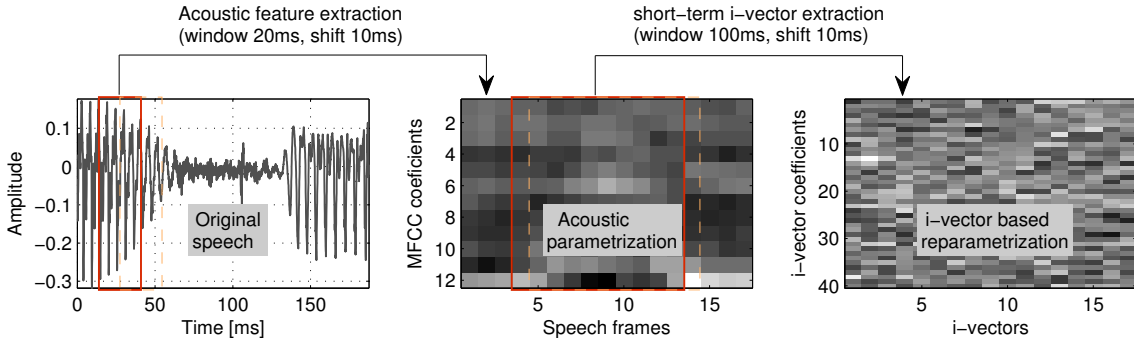 Acoustic feature extraction
(window 20ms, shift 10ms)
short−term i−vector extraction
(window 100ms, shift 10ms)
Amplitude
0.1
0
−0.1
−0.2
−0.3
0
50
100
150
Time [ms]
Original
speech
MFCC coeficients
2
4
6
8
10
12
5
10
15
Speech frames
Acoustic
parametrization
i−vector coefficients
10
20
30
40
5
10
15
i−vectors
i−vector based
reparametrization